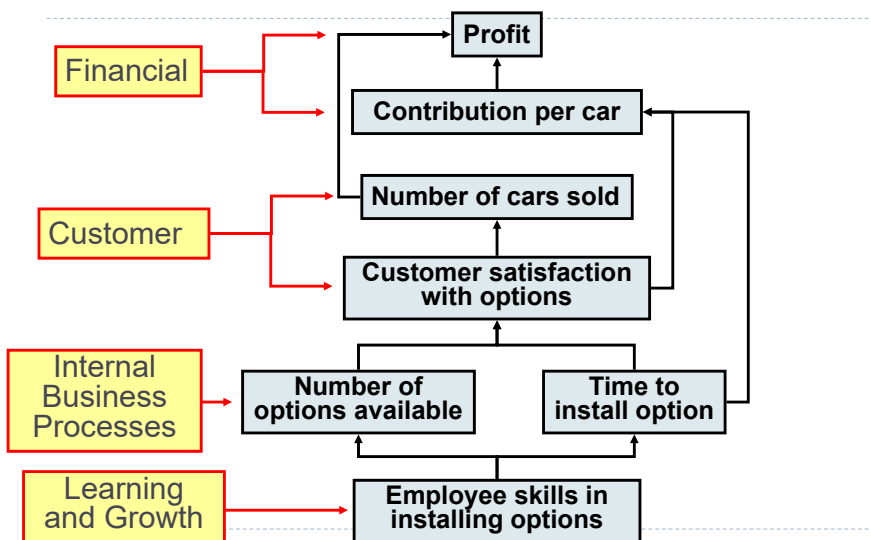 Profit
Financial
Contribution per car
Number of cars sold
Customer
Customer satisfaction
with options
Internal
Business
Processes
Number of
options available
Time to
install option
Learning
and Growth
Employee skills in
installing options